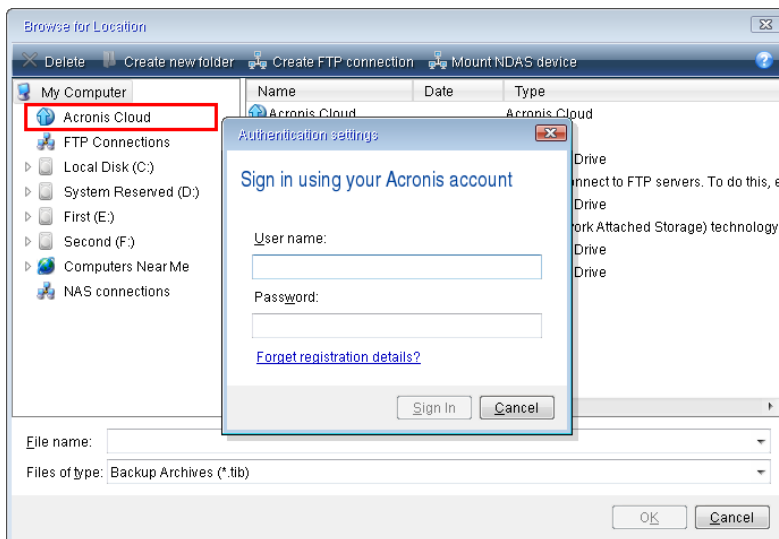 Browse for Location
Delete Create new folder Create FTP connection Mount NDAS device
My Computer
Acronis Cloud
FTP Connections
Local Disk (C:)
System Reserved (D:)
First (E:)
Second (F:)
Computers Near Me
NAS connections
Name Date Type
Acronis Cloud Acronis Cloud
Drive
nnect to FTP servers. To do this, e
Drive
ork Attached Storage) technology
Drive
Drive
Authentication settings
Sign in using your Acronis account
User name:
Password:
Forget registration details?
Sign In Cancel
File name:
Files of type: Backup Archives (*.tib)
OK Cancel